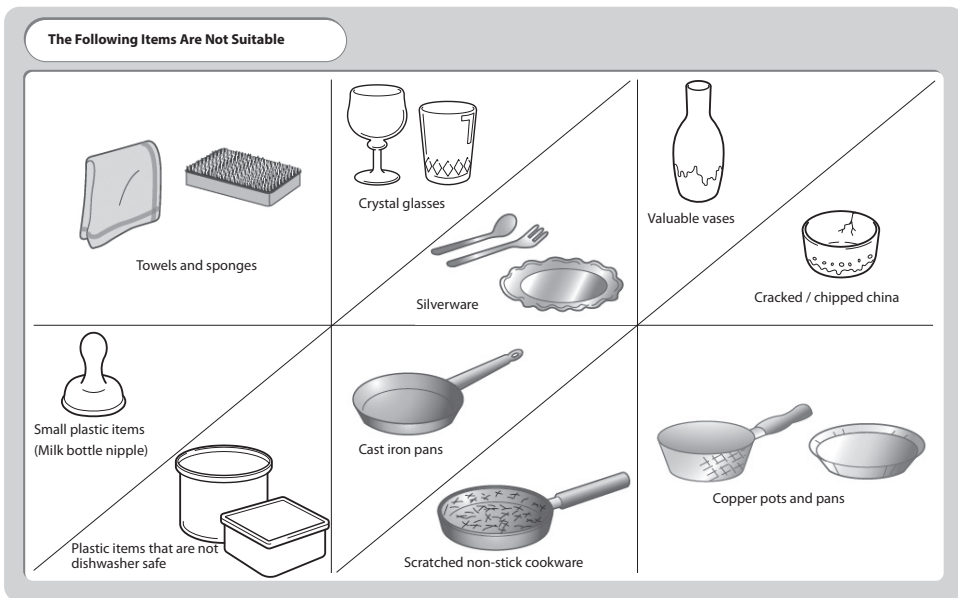 The Following Items Are Not Suitable
Towels and sponges
Crystal glasses
Silverware
Valuable vases
Cracked / chipped china
Small plastic items
(Milk bottle nipple)
Plastic items that are not
dishwasher safe
Cast iron pans
Scratched non-stick cookware
Copper pots and pans